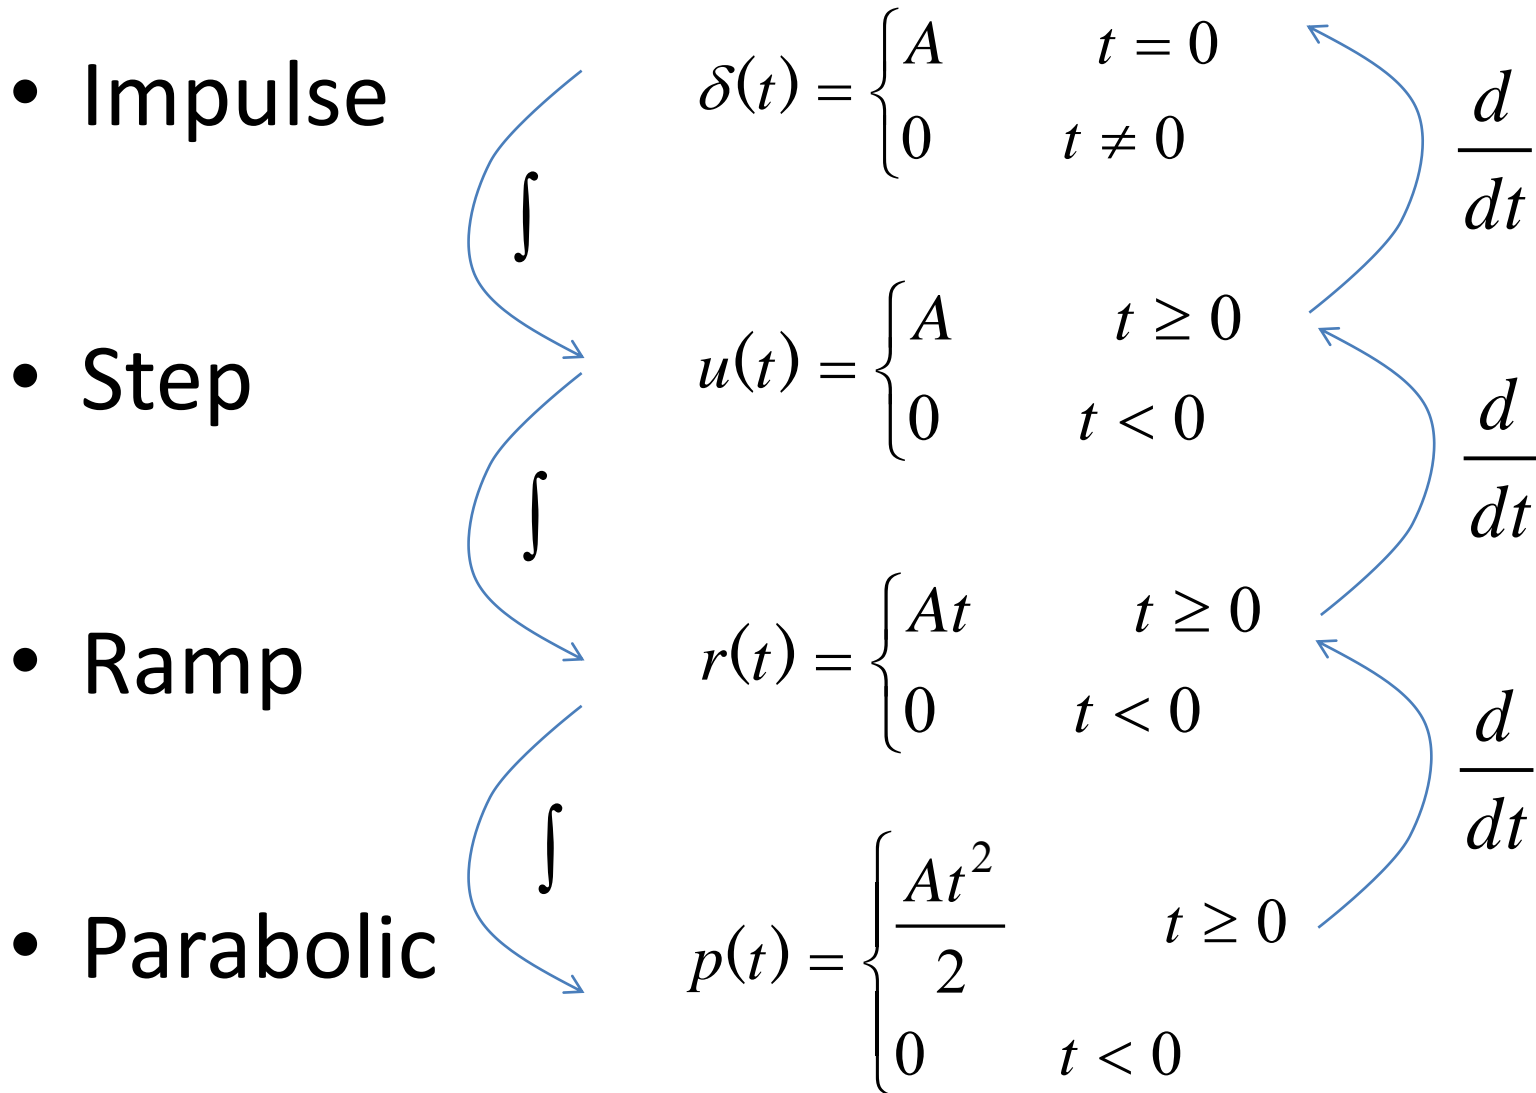 • Impulse δ(t) = { A t = 0
0 t ≠ 0
∫ d/dt
• Step u(t) = { A t ≥ 0
0 t < 0
∫ d/dt
• Ramp r(t) = { At t ≥ 0
0 t < 0
∫ d/dt
• Parabolic p(t) = { At²/2 t ≥ 0
0 t < 0